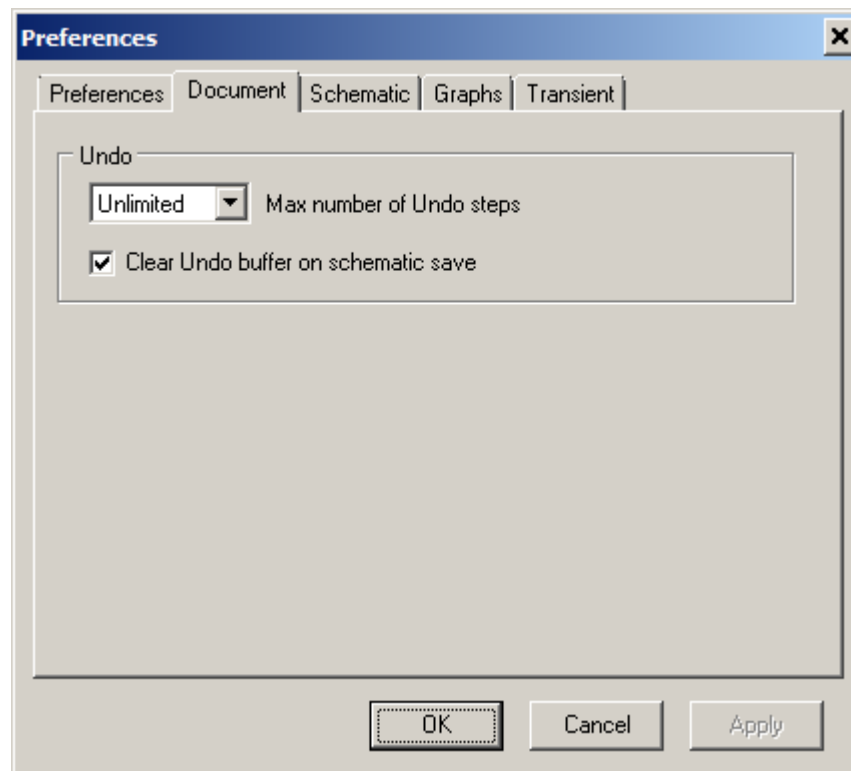 Preferences
Preferences Document Schematic Graphs Transient
Undo
Unlimited Max number of Undo steps
Clear Undo buffer on schematic save
OK Cancel Apply